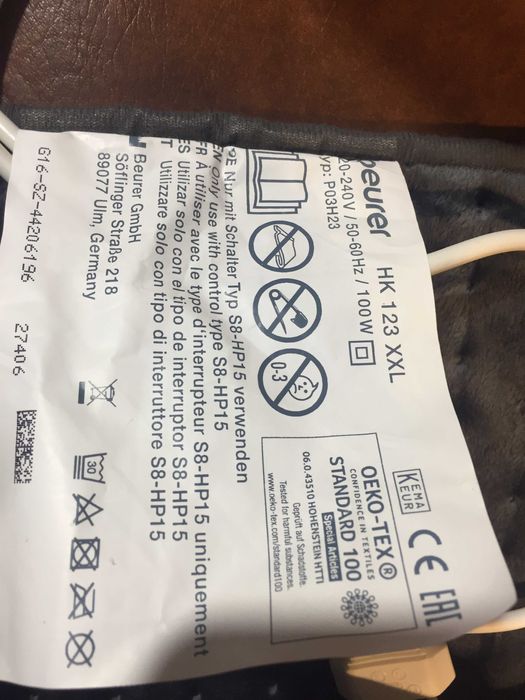 beurer HK 123 XXL
20-240V / 50-60Hz / 100W
Typ: P03H23
KEMA
KEUR
CE EAC
0-3
OEKO-TEX®
CONFIDENCE IN TEXTILES
STANDARD 100
Special Articles
06.0.43510 HOHENSTEIN HTTI
Geprüft auf Schadstoffe.
Tested for harmful substances.
www.oeko-tex.com/standard100
DE Nur mit Schalter Typ S8-HP15 verwenden
EN Only use with control type S8-HP15
FR À utiliser avec le type d'interrupteur S8-HP15 uniquement
ES Utilizar solo con el tipo de interruptor S8-HP15
IT Utilizzare solo con tipo di interruttore S8-HP15
Beurer GmbH
Söflinger Straße 218
89077 Ulm, Germany
30
G16-SZ-44206196 27406